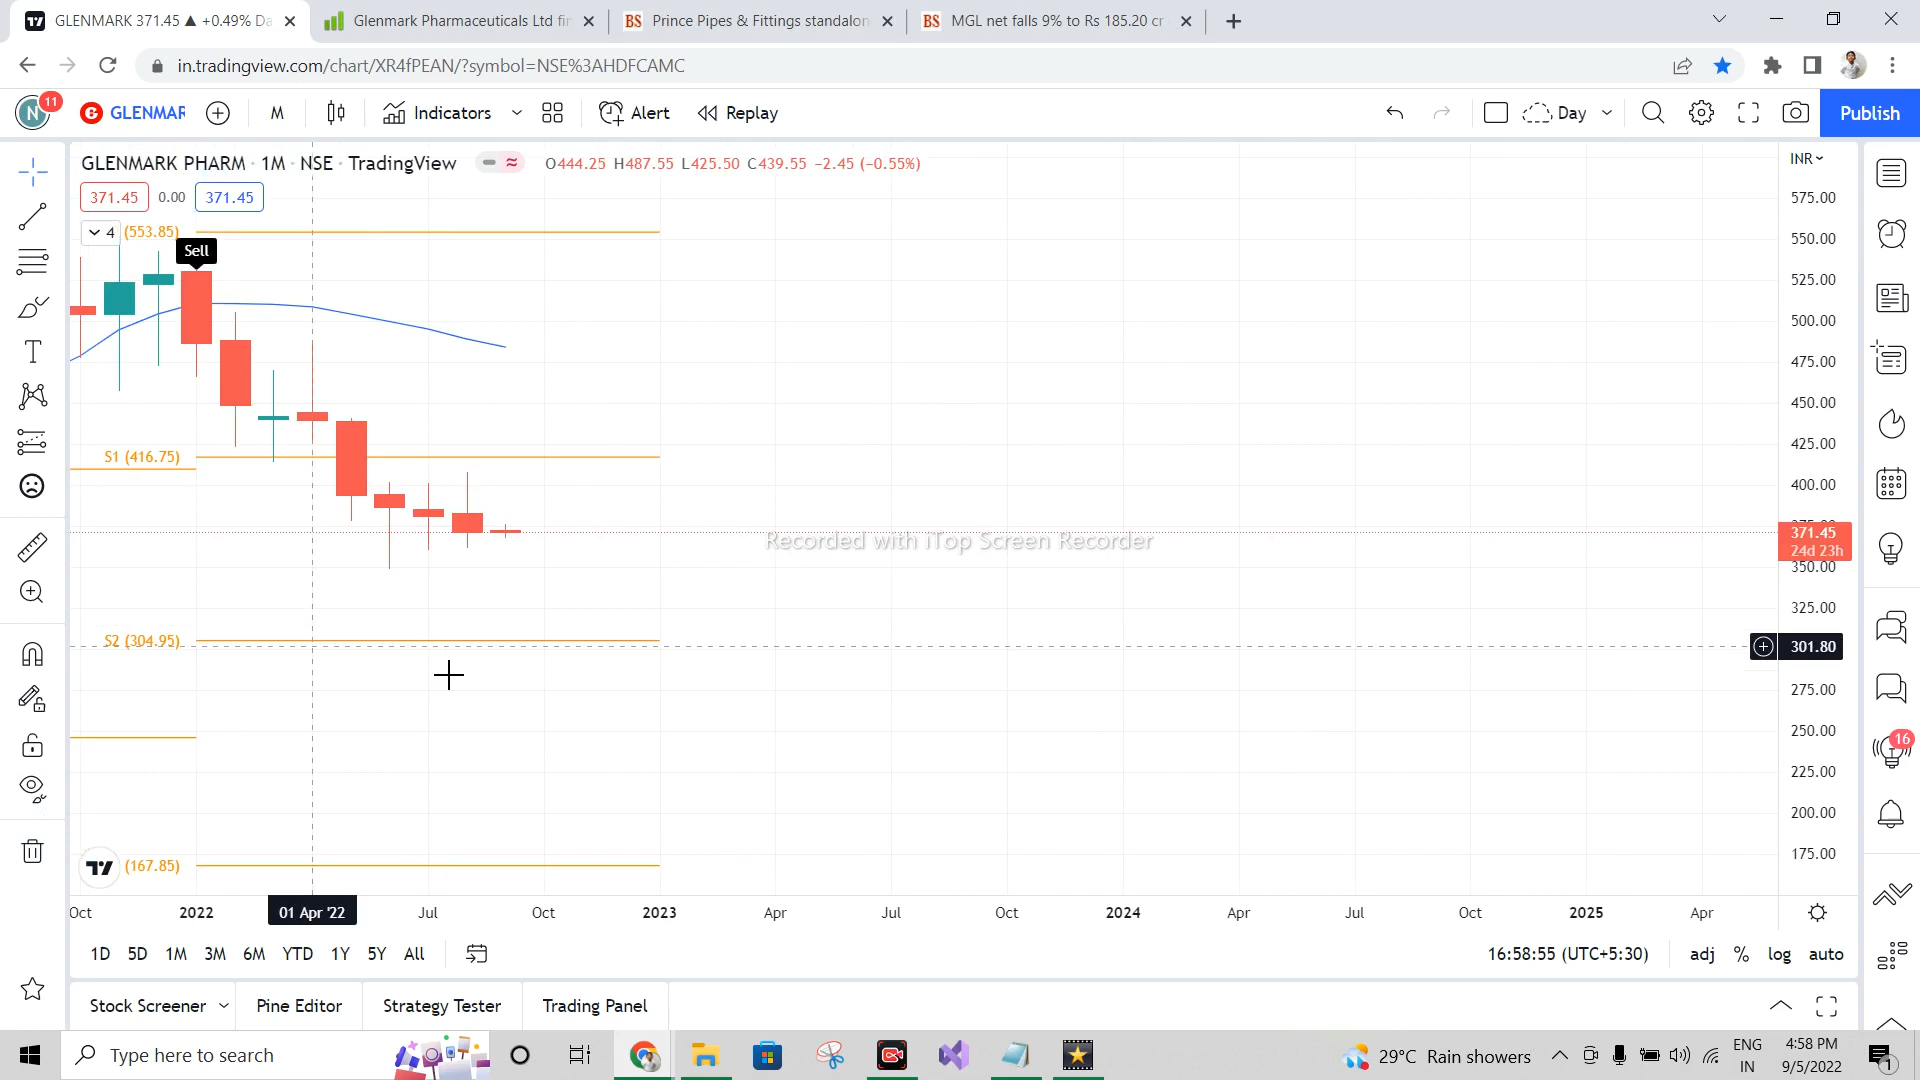 GLENMARK 371.45 ▲ +0.49% Da
Glenmark Pharmaceuticals Ltd fi
BS Prince Pipes & Fittings standalon
BS MGL net falls 9% to Rs 185.20 cr
in.tradingview.com/chart/XR4fPEAN/?symbol=NSE%3AHDFCAMC
N 11 GLENMAR M Indicators Alert Replay Day Publish
GLENMARK PHARM · 1M · NSE · TradingView O444.25 H487.55 L425.50 C439.55 −2.45 (−0.55%) INR
371.45 0.00 371.45
575.00
4 (553.85)
550.00
Sell
525.00
500.00
475.00
450.00
425.00
S1 (416.75)
400.00
371.45
24d 23h
Recorded with iTop Screen Recorder
350.00
325.00
S2 (304.95)
301.80
275.00
250.00
16
225.00
200.00
(167.85)
175.00
Oct 2022 01 Apr '22 Jul Oct 2023 Apr Jul Oct 2024 Apr Jul Oct 2025 Apr
1D 5D 1M 3M 6M YTD 1Y 5Y All 16:58:55 (UTC+5:30) adj % log auto
Stock Screener Pine Editor Strategy Tester Trading Panel
Type here to search
29°C Rain showers
ENG
IN
4:58 PM
9/5/2022
1